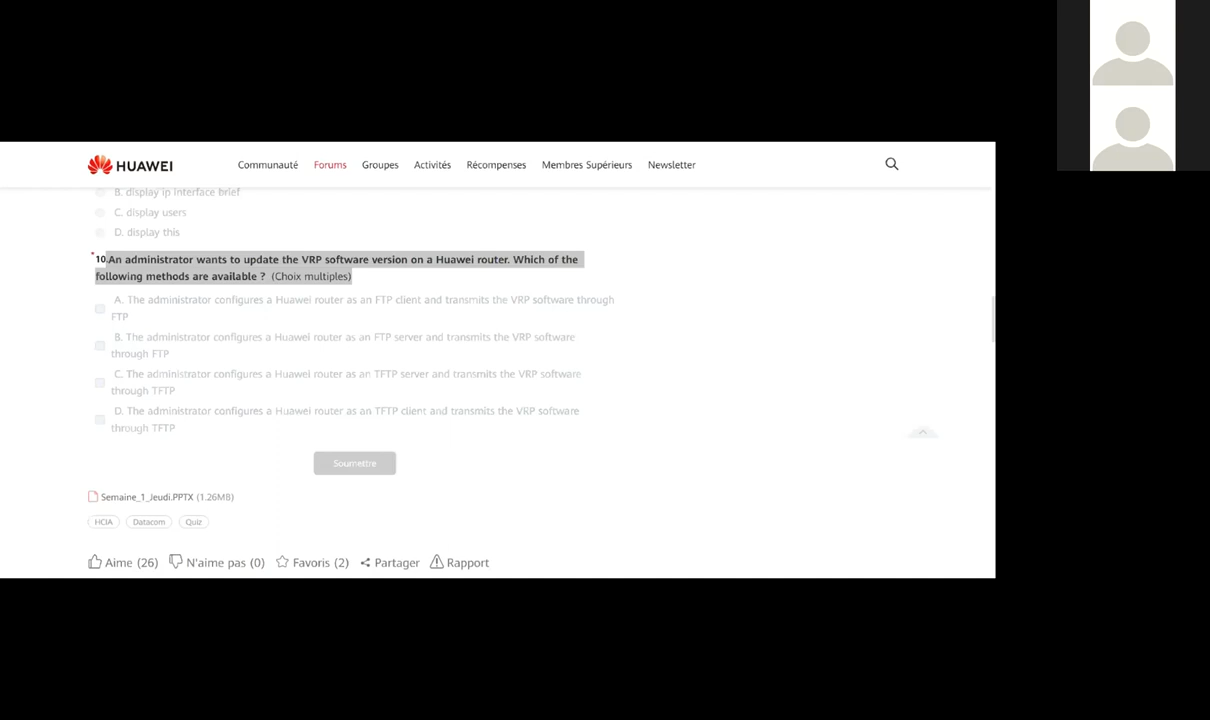 HUAWEI
Communauté Forums Groupes Activités Récompenses Membres Supérieurs Newsletter
B. display ip interface brief
C. display users
D. display this
*10.An administrator wants to update the VRP software version on a Huawei router. Which of the
following methods are available ? (Choix multiples)
A. The administrator configures a Huawei router as an FTP client and transmits the VRP software through
FTP
B. The administrator configures a Huawei router as an FTP server and transmits the VRP software
through FTP
C. The administrator configures a Huawei router as an TFTP server and transmits the VRP software
through TFTP
D. The administrator configures a Huawei router as an TFTP client and transmits the VRP software
through TFTP
Soumettre
Semaine_1_Jeudi.PPTX (1.26MB)
HCIA Datacom Quiz
Aime (26) N'aime pas (0) Favoris (2) Partager Rapport